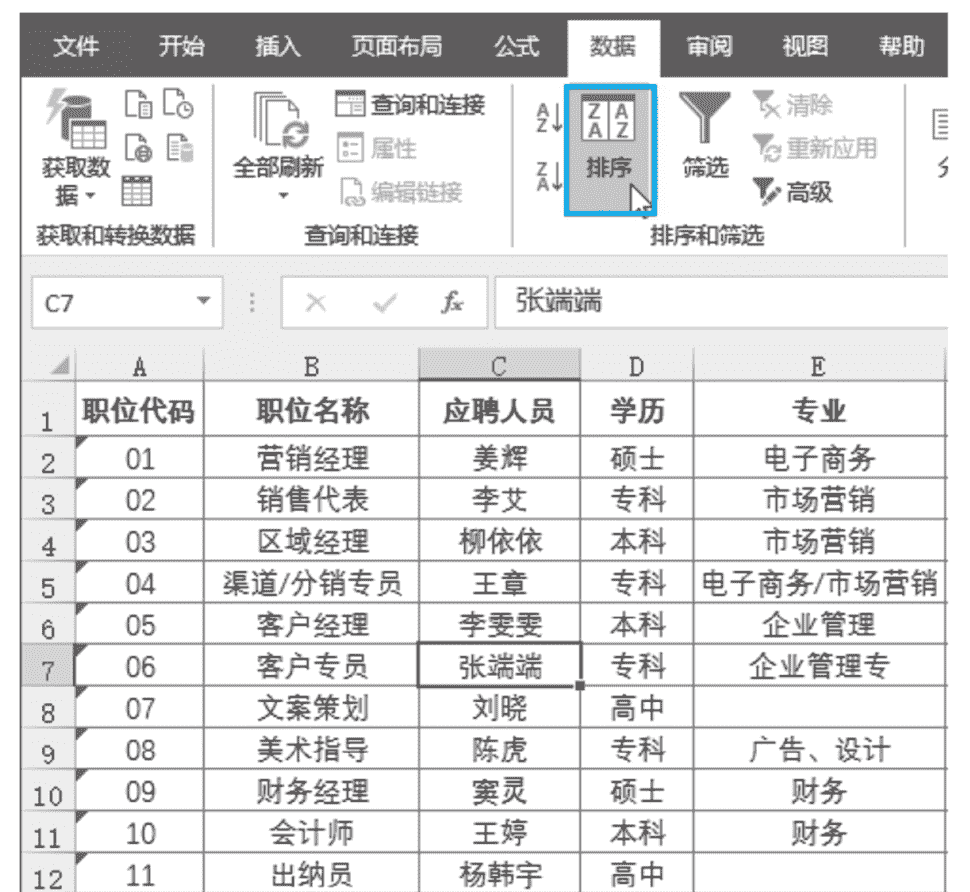 文件 开始 插入 页面布局 公式 数据 审阅 视图 帮助
获取数据
获取和转换数据
全部刷新
查询和连接
属性
编辑链接
查询和连接
A Z
Z A
Z A A Z
排序
筛选
清除
重新应用
高级
排序和筛选
C7 fx 张端端
A B C D E
1 职位代码 职位名称 应聘人员 学历 专业
2 01 营销经理 姜辉 硕士 电子商务
3 02 销售代表 李艾 专科 市场营销
4 03 区域经理 柳依依 本科 市场营销
5 04 渠道/分销专员 王章 专科 电子商务/市场营销
6 05 客户经理 李雯雯 本科 企业管理
7 06 客户专员 张端端 专科 企业管理专
8 07 文案策划 刘晓 高中
9 08 美术指导 陈虎 专科 广告、设计
10 09 财务经理 窦灵 硕士 财务
11 10 会计师 王婷 本科 财务
12 11 出纳员 杨韩宇 高中